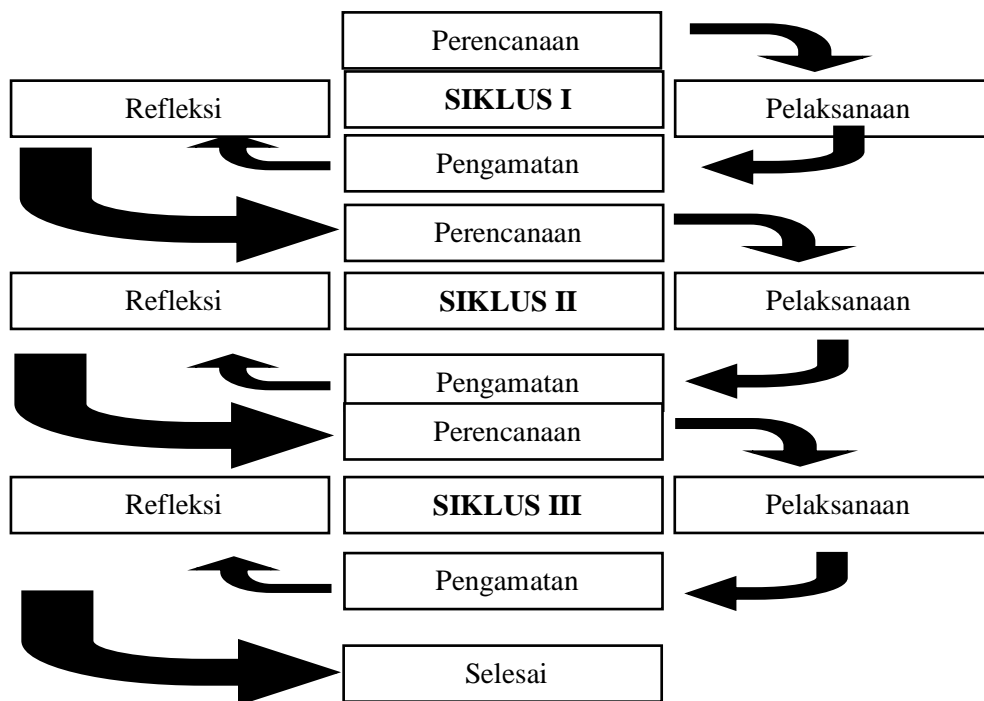 Perencanaan
Refleksi
SIKLUS I
Pelaksanaan
Pengamatan
Perencanaan
Refleksi
SIKLUS II
Pelaksanaan
Pengamatan
Perencanaan
Refleksi
SIKLUS III
Pelaksanaan
Pengamatan
Selesai